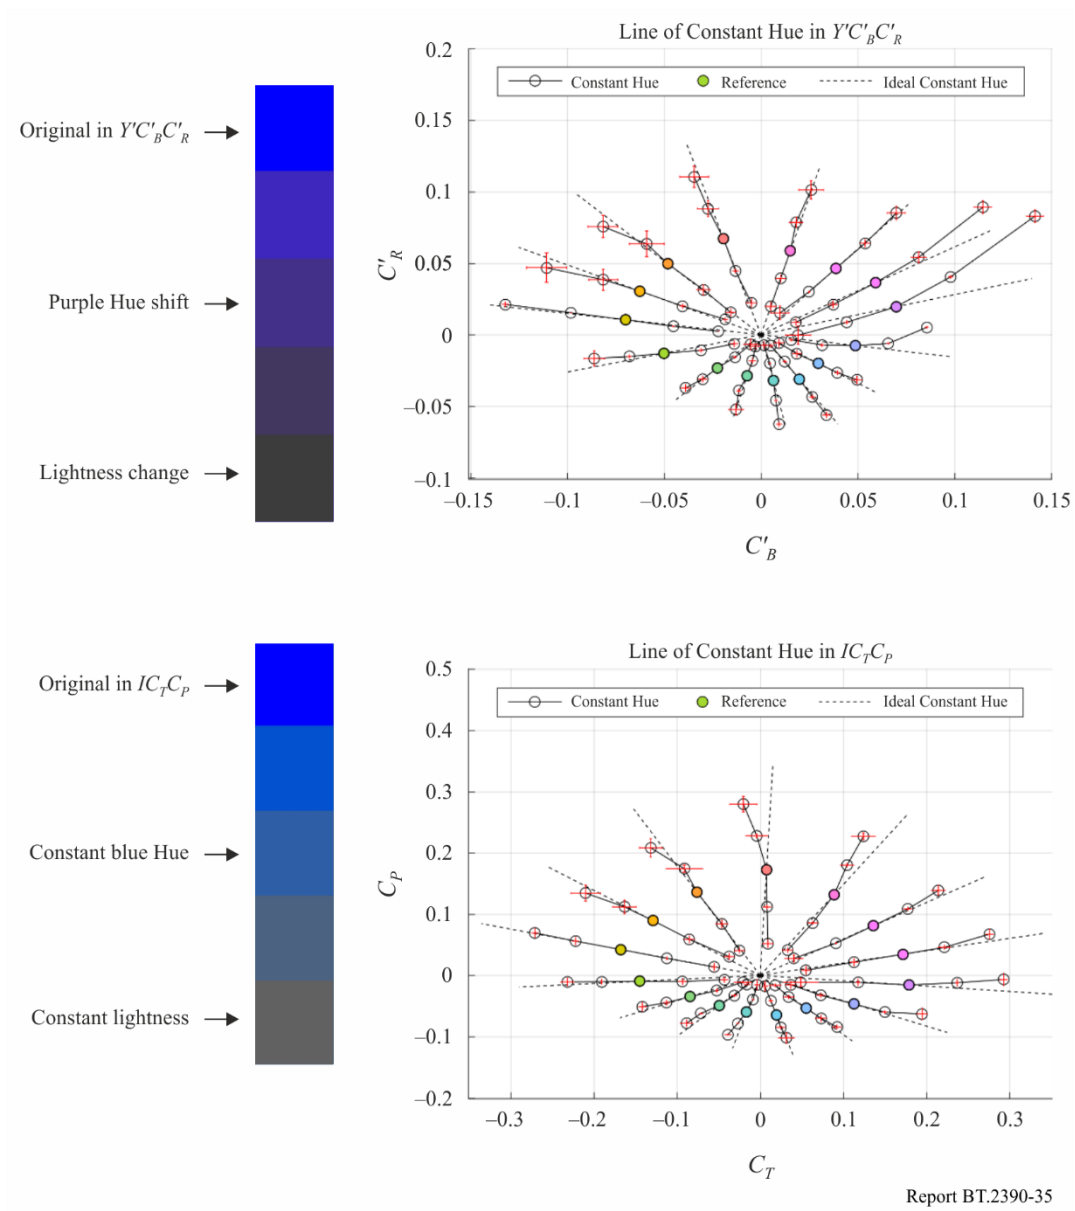 Line of Constant Hue in Y′C′BC′R
0.2
Constant Hue
Reference
Ideal Constant Hue
Original in Y′C′BC′R
0.15
0.1
C′R
0.05
Purple Hue shift
0
–0.05
Lightness change
–0.1
–0.15
–0.1
–0.05
0
0.05
0.1
0.15
C′B
Line of Constant Hue in ICTCP
0.5
Original in ICTCP
Constant Hue
Reference
Ideal Constant Hue
0.4
0.3
0.2
Constant blue Hue
CP
0.1
0
Constant lightness
–0.1
–0.2
–0.3
–0.2
–0.1
0
0.1
0.2
0.3
CT
Report BT.2390-35